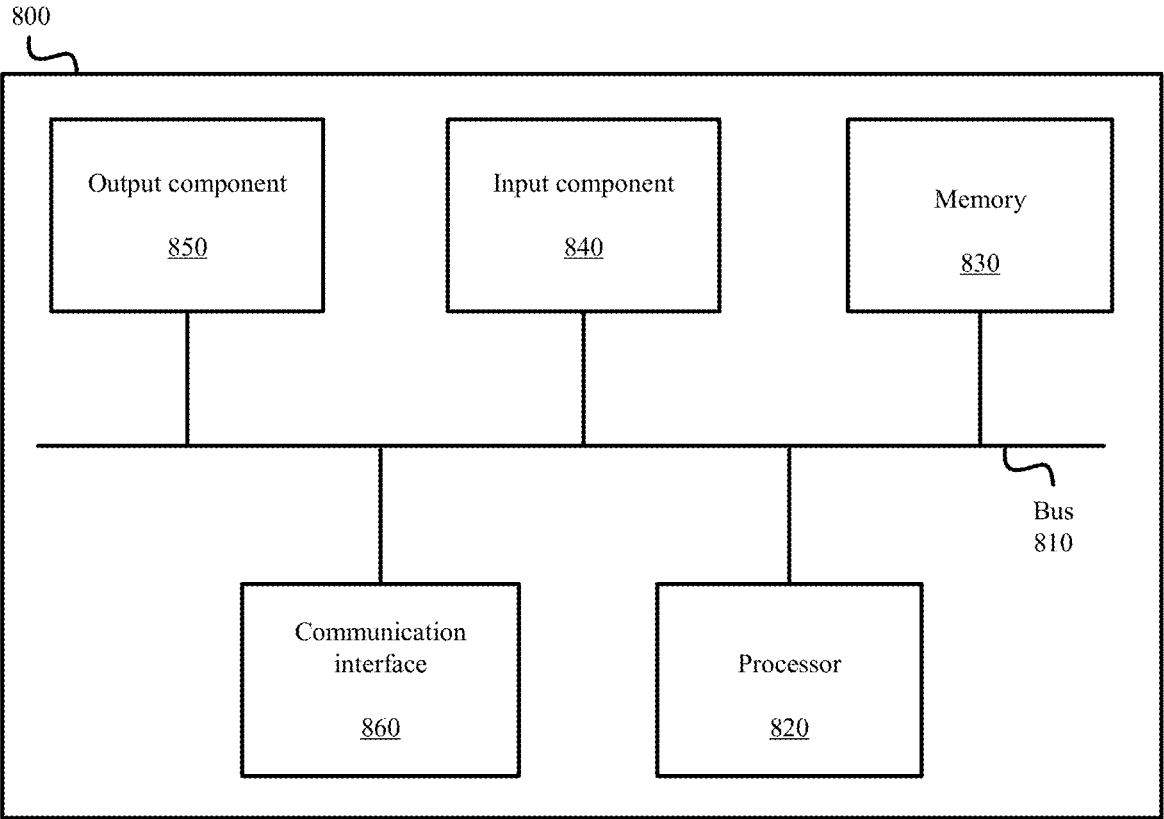 800
Output component
850
Input component
840
Memory
830
Bus
810
Communication
interface
860
Processor
820